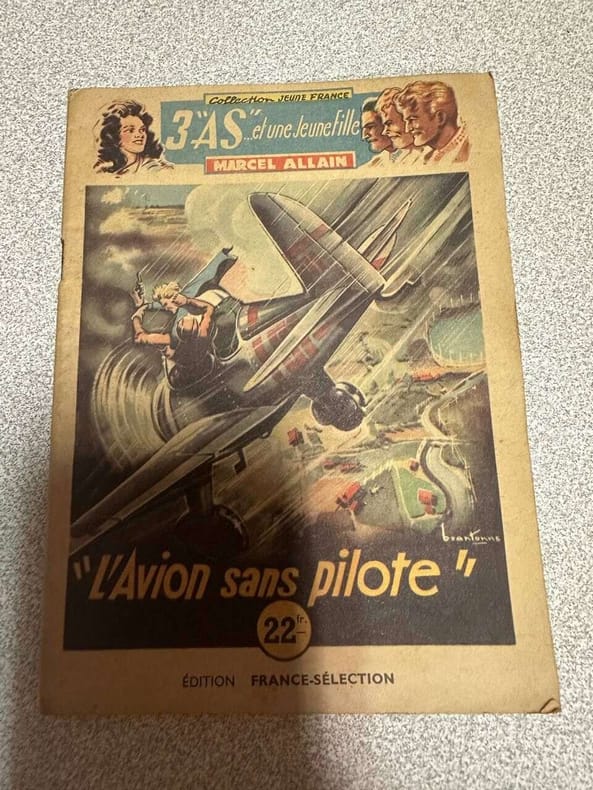 Collection JEUNE FRANCE
3 "AS" ...et une Jeune Fille
MARCEL ALLAIN
brantonne
"L'Avion sans pilote"
22 fr.
ÉDITION FRANCE-SÉLECTION